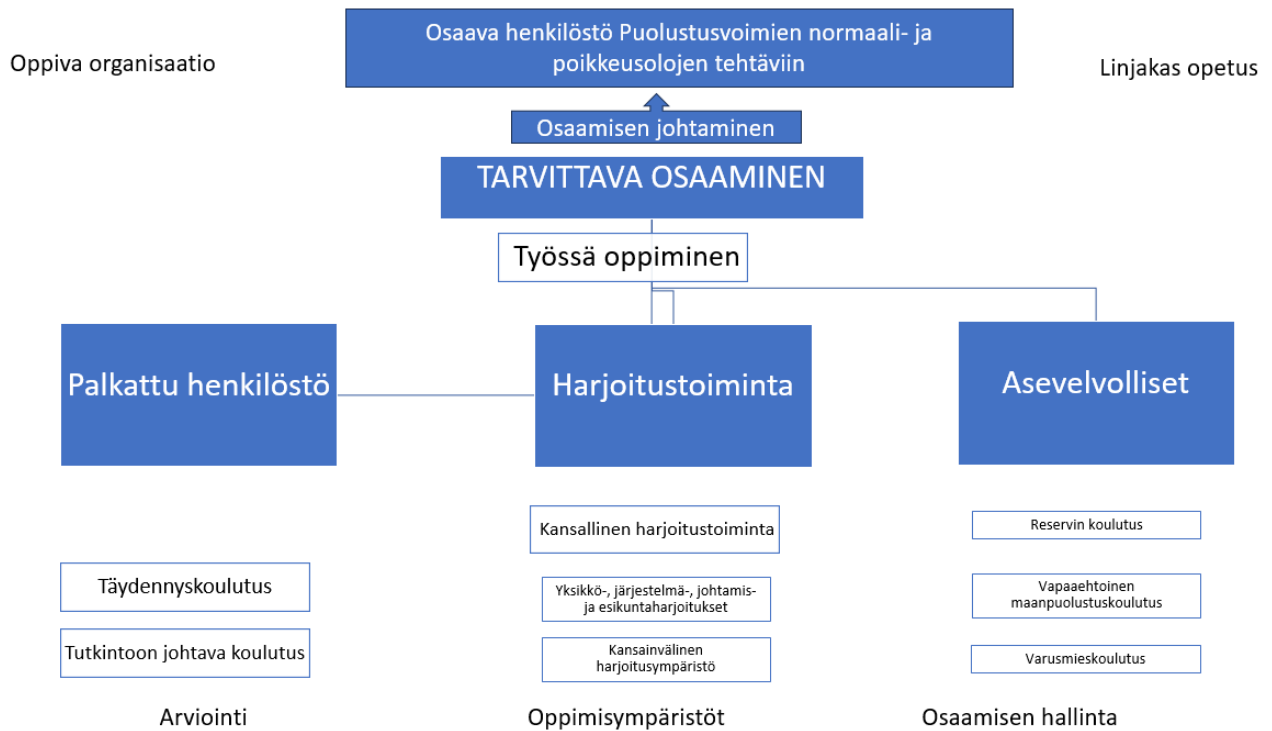 Osaava henkilöstö Puolustusvoimien normaali- ja
poikkeusolojen tehtäviin
Oppiva organisaatio
Linjakas opetus
Osaamisen johtaminen
TARVITTAVA OSAAMINEN
Työssä oppiminen
Palkattu henkilöstö
Harjoitustoiminta
Asevelvolliset
Kansallinen harjoitustoiminta
Reservin koulutus
Täydennyskoulutus
Yksikkö-, järjestelmä-, johtamis-
ja esikuntaharjoitukset
Vapaaehtoinen
maanpuolustuskoulutus
Tutkintoon johtava koulutus
Kansainvälinen
harjoitusympäristö
Varusmieskoulutus
Arviointi
Oppimisympäristöt
Osaamisen hallinta